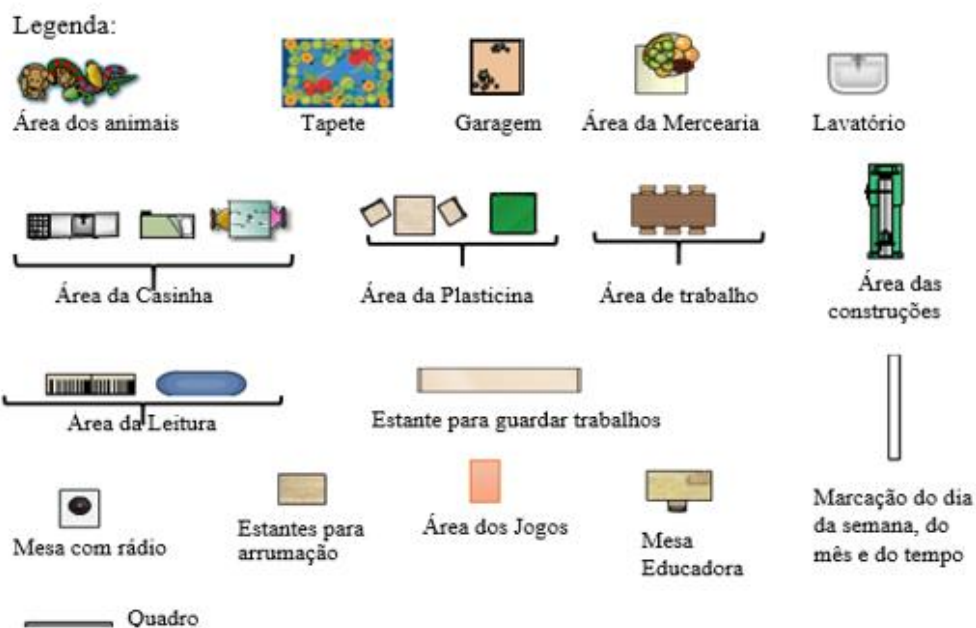 Legenda:
Área dos animais
Tapete
Garagem
Área da Mercearia
Lavatório
Área da Casinha
Área da Plasticina
Área de trabalho
Área das
construções
Area da Leitura
Estante para guardar trabalhos
Mesa com rádio
Estantes para
arrumação
Área dos Jogos
Mesa
Educadora
Marcação do dia
da semana, do
mês e do tempo
Quadro